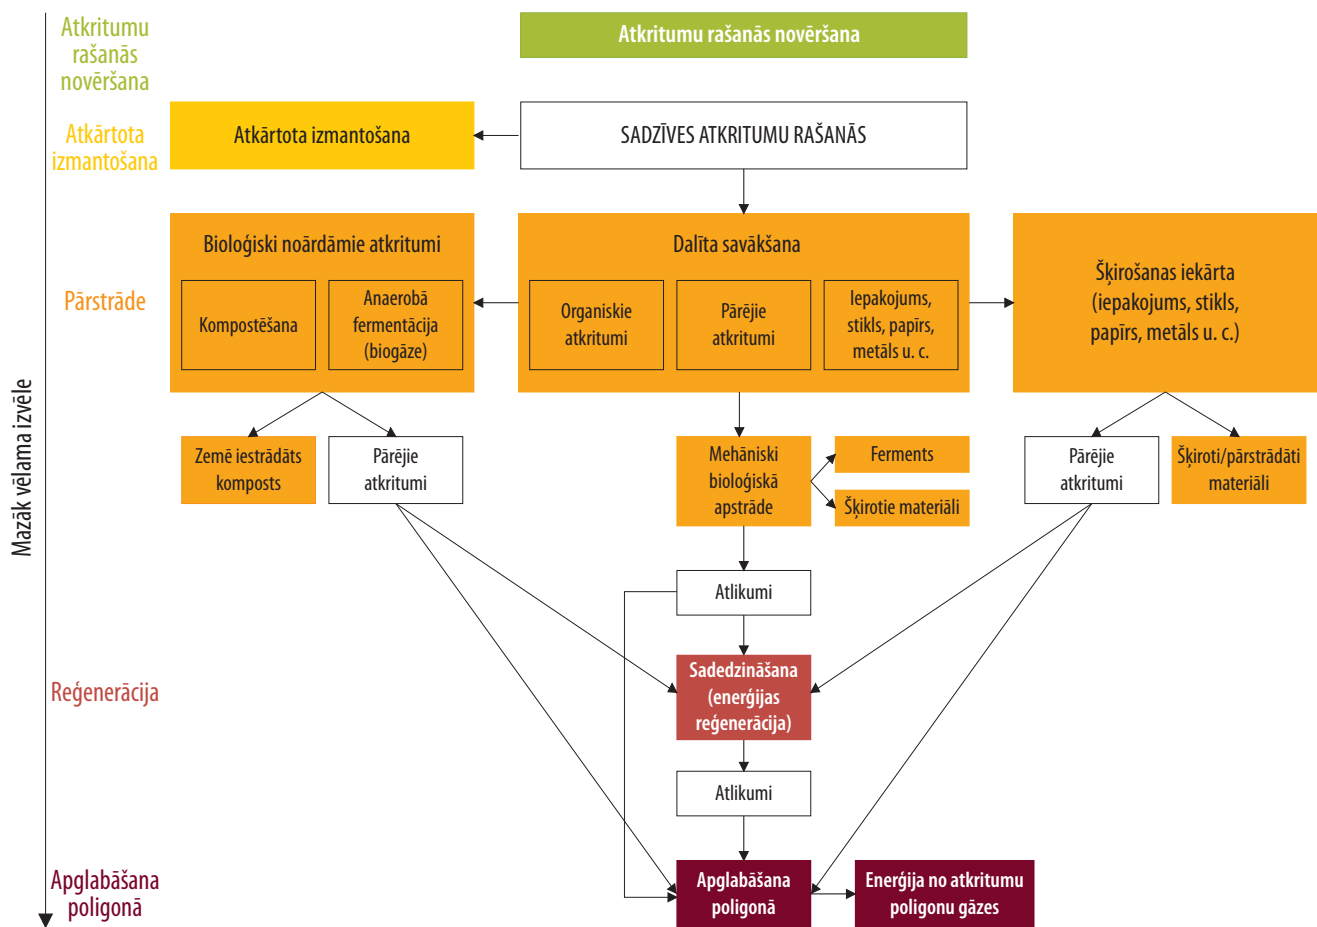 Atkritumu
rašanās
novēršana
Atkritumu rašanās novēršana
Atkārtota
izmantošana
Atkārtota izmantošana
SADZĪVES ATKRITUMU RAŠANĀS
Pārstrāde
Bioloģiski noārdāmie atkritumi
Kompostēšana
Anaerobā
fermentācija
(biogāze)
Dalīta savākšana
Organiskie
atkritumi
Pārējie
atkritumi
Iepakojums,
stikls, papīrs,
metāls u. c.
Šķirošanas iekārta
(iepakojums, stikls,
papīrs, metāls u. c.)
Mazāk vēlama izvēle
Zemē iestrādāts
komposts
Pārējie
atkritumi
Mehāniski
bioloģiskā
apstrāde
Ferments
Šķirotie materiāli
Pārējie
atkritumi
Šķiroti/pārstrādāti
materiāli
Atlikumi
Reģenerācija
Sadedzināšana
(enerģijas
reģenerācija)
Atlikumi
Apglabāšana
poligonā
Apglabāšana
poligonā
Enerģija no atkritumu
poligonu gāzes